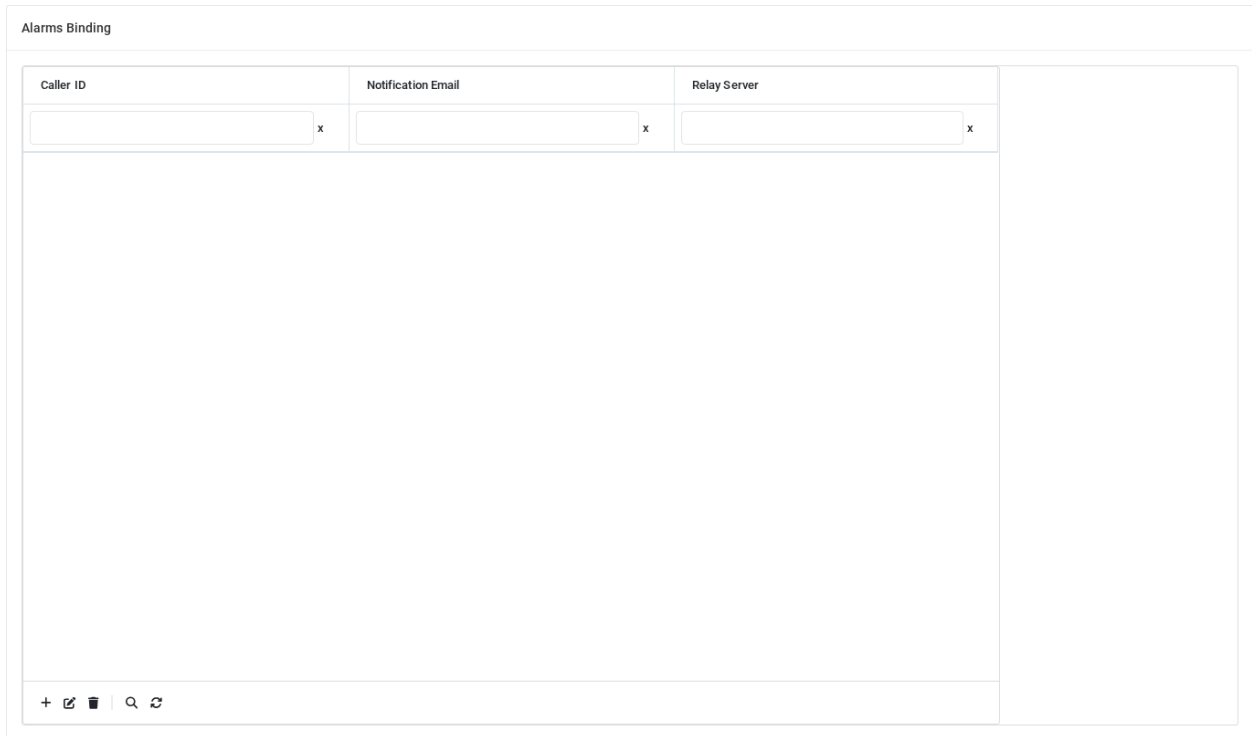 Alarms Binding
Caller ID Notification Email Relay Server
x x x